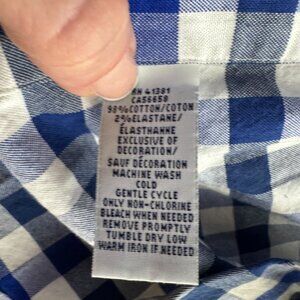 RN 41381
CA56658
98% COTTON/COTON
2% ELASTANE/
ÉLASTHANNE
EXCLUSIVE OF
DECORATION/
SAUF DÉCORATION
MACHINE WASH
COLD
GENTLE CYCLE
ONLY NON-CHLORINE
BLEACH WHEN NEEDED
REMOVE PROMPTLY
TUMBLE DRY LOW
WARM IRON IF NEEDED